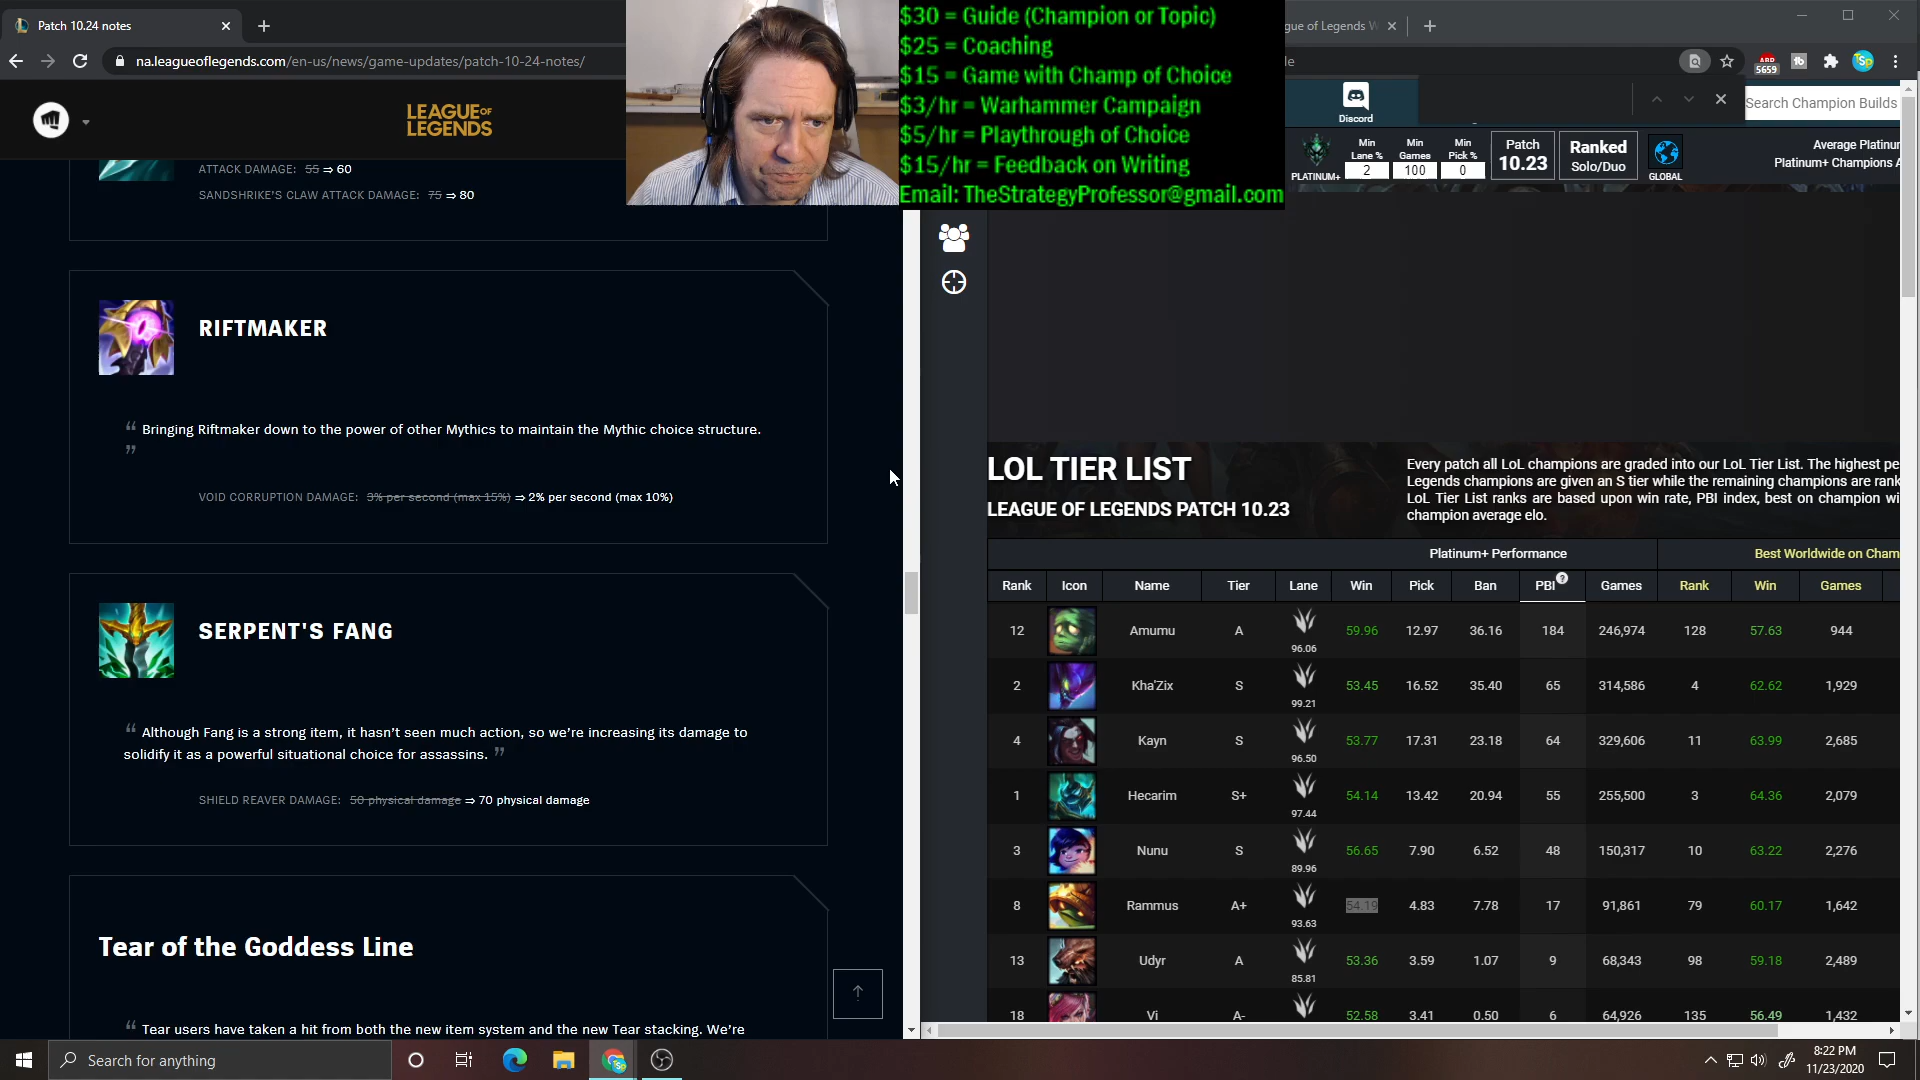 Patch 10.24 notes
na.leagueoflegends.com/en-us/news/game-updates/patch-10-24-notes/
LEAGUE OF LEGENDS
ATTACK DAMAGE: 55 ⇒ 60
SANDSHRIKE'S CLAW ATTACK DAMAGE: 75 ⇒ 80
RIFTMAKER
“ Bringing Riftmaker down to the power of other Mythics to maintain the Mythic choice structure.
”
VOID CORRUPTION DAMAGE: 3% per second (max 15%) ⇒ 2% per second (max 10%)
SERPENT'S FANG
“ Although Fang is a strong item, it hasn't seen much action, so we're increasing its damage to
solidify it as a powerful situational choice for assassins. ”
SHIELD REAVER DAMAGE: 50 physical damage ⇒ 70 physical damage
Tear of the Goddess Line
“ Tear users have taken a hit from both the new item system and the new Tear stacking. We're
$30 = Guide (Champion or Topic)
$25 = Coaching
$15 = Game with Champ of Choice
$3/hr = Warhammer Campaign
$5/hr = Playthrough of Choice
$15/hr = Feedback on Writing
Email: TheStrategyProfessor@gmail.com
gue of Legends W
le
ABP
5659
TSp
Discord
Search Champion Builds
PLATINUM+
Min Lane % 2
Min Games 100
Min Pick % 0
Patch 10.23
Ranked Solo/Duo
GLOBAL
Average Platinu
Platinum+ Champions A
LOL TIER LIST
LEAGUE OF LEGENDS PATCH 10.23
Every patch all LoL champions are graded into our LoL Tier List. The highest pe
Legends champions are given an S tier while the remaining champions are rank
LoL Tier List ranks are based upon win rate, PBI index, best on champion wi
champion average elo.
Platinum+ Performance Best Worldwide on Cham
Rank Icon Name Tier Lane Win Pick Ban PBI ? Games Rank Win Games
12 Amumu A 96.06 59.96 12.97 36.16 184 246,974 128 57.63 944
2 Kha'Zix S 99.21 53.45 16.52 35.40 65 314,586 4 62.62 1,929
4 Kayn S 96.50 53.77 17.31 23.18 64 329,606 11 63.99 2,685
1 Hecarim S+ 97.44 54.14 13.42 20.94 55 255,500 3 64.36 2,079
3 Nunu S 89.96 56.65 7.90 6.52 48 150,317 10 63.22 2,276
8 Rammus A+ 93.63 54.19 4.83 7.78 17 91,861 79 60.17 1,642
13 Udyr A 85.81 53.36 3.59 1.07 9 68,343 98 59.18 2,489
18 Vi A- 52.58 3.41 0.50 6 64,926 135 56.49 1,432
Search for anything
8:22 PM
11/23/2020